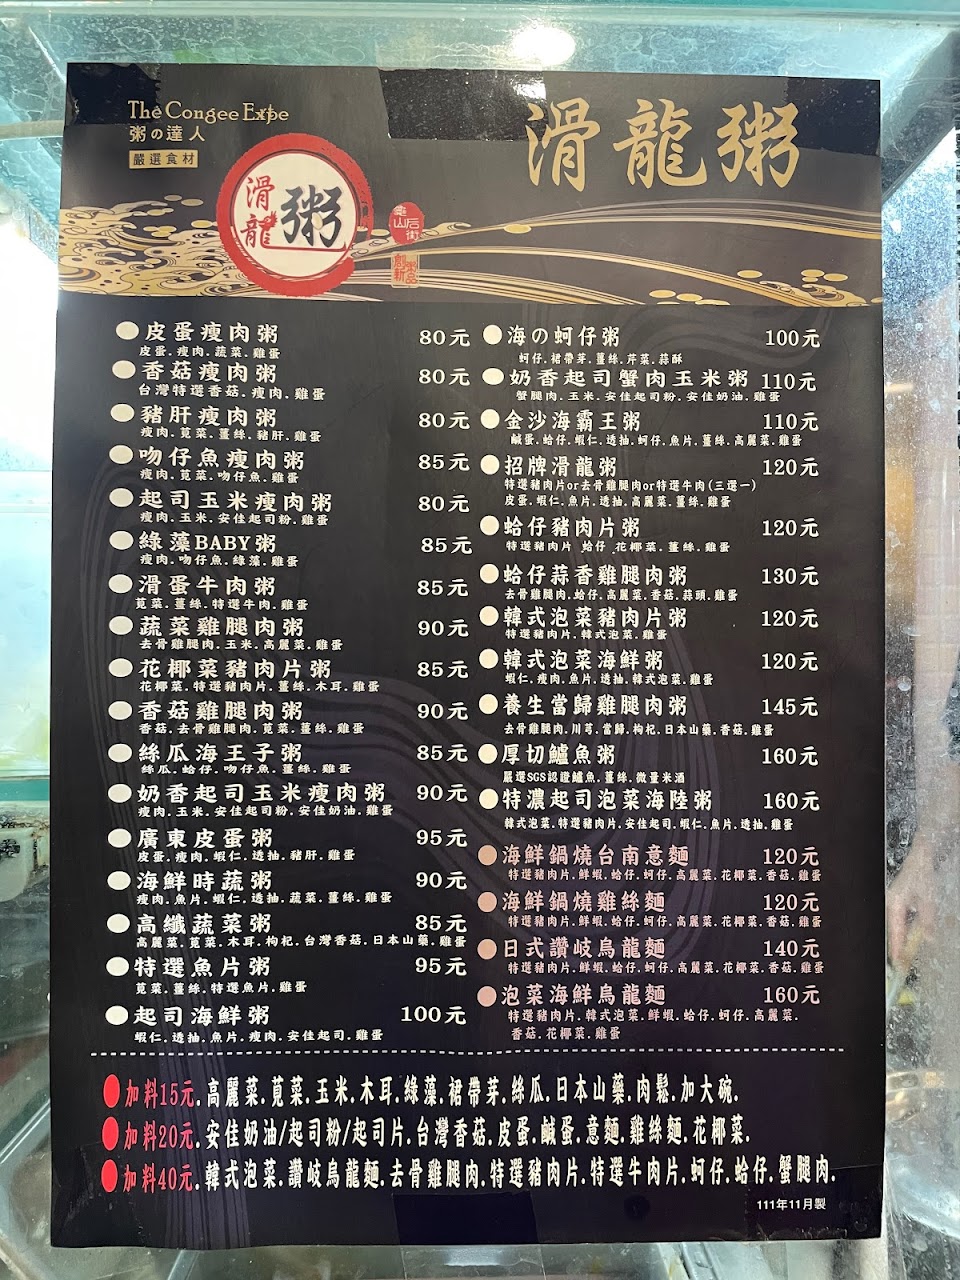 The Congee Expe
粥の達人
嚴選食材
滑龍粥
滑龍粥
龜山后街
創新粥品
皮蛋瘦肉粥 80元
皮蛋.瘦肉.蔬菜.雞蛋
香菇瘦肉粥 80元
台灣特選香菇.瘦肉.雞蛋
豬肝瘦肉粥 80元
瘦肉.莧菜.薑絲.豬肝.雞蛋
吻仔魚瘦肉粥 85元
瘦肉.莧菜.吻仔魚.雞蛋
起司玉米瘦肉粥 80元
瘦肉.玉米.安佳起司粉.雞蛋
綠藻BABY粥 85元
瘦肉.吻仔魚.綠藻.雞蛋
滑蛋牛肉粥 85元
莧菜.薑絲.特選牛肉.雞蛋
蔬菜雞腿肉粥 90元
去骨雞腿肉.玉米.高麗菜.雞蛋
花椰菜豬肉片粥 85元
花椰菜.特選豬肉片.薑絲.木耳.雞蛋
香菇雞腿肉粥 90元
香菇.去骨雞腿肉.莧菜.薑絲.雞蛋
絲瓜海王子粥 85元
絲瓜.蛤仔.吻仔魚.薑絲.雞蛋
奶香起司玉米瘦肉粥 90元
瘦肉.玉米.安佳起司粉.安佳奶油.雞蛋
廣東皮蛋粥 95元
皮蛋.瘦肉.蝦仁.透抽.豬肝.雞蛋
海鮮時蔬粥 90元
瘦肉.魚片.蝦仁.透抽.蔬菜.薑絲.雞蛋
高纖蔬菜粥 85元
高麗菜.莧菜.木耳.枸杞.台灣香菇.日本山藥.雞蛋
特選魚片粥 95元
莧菜.薑絲.特選魚片.雞蛋
起司海鮮粥 100元
蝦仁.透抽.魚片.瘦肉.安佳起司.雞蛋
海の蚵仔粥 100元
蚵仔.裙帶芽.薑絲.芹菜.蒜酥
奶香起司蟹肉玉米粥 110元
蟹腿肉.玉米.安佳起司粉.安佳奶油.雞蛋
金沙海霸王粥 110元
鹹蛋.蛤仔.蝦仁.透抽.蚵仔.魚片.薑絲.高麗菜.雞蛋
招牌滑龍粥 120元
特選豬肉片or去骨雞腿肉or特選牛肉(三選一)
皮蛋.蝦仁.魚片.透抽.高麗菜.薑絲.雞蛋
蛤仔豬肉片粥 120元
特選豬肉片.蛤仔.花椰菜.薑絲.雞蛋
蛤仔蒜香雞腿肉粥 130元
去骨雞腿肉.蛤仔.高麗菜.香菇.蒜頭.雞蛋
韓式泡菜豬肉片粥 120元
特選豬肉片.韓式泡菜.雞蛋
韓式泡菜海鮮粥 120元
蝦仁.瘦肉.魚片.透抽.韓式泡菜.雞蛋
養生當歸雞腿肉粥 145元
去骨雞腿肉.川芎.當歸.枸杞.日本山藥.香菇.雞蛋
厚切鱸魚粥 160元
嚴選SGS認證鱸魚.薑絲.微量米酒
特濃起司泡菜海陸粥 160元
韓式泡菜.特選豬肉片.安佳起司.蝦仁.魚片.透抽.雞蛋
海鮮鍋燒台南意麵 120元
特選豬肉片.鮮蝦.蛤仔.蚵仔.高麗菜.花椰菜.香菇.雞蛋
海鮮鍋燒雞絲麵 120元
特選豬肉片.鮮蝦.蛤仔.蚵仔.高麗菜.花椰菜.香菇.雞蛋
日式讚岐烏龍麵 140元
特選豬肉片.鮮蝦.蛤仔.蚵仔.高麗菜.花椰菜.香菇.雞蛋
泡菜海鮮烏龍麵 160元
特選豬肉片.韓式泡菜.鮮蝦.蛤仔.蚵仔.高麗菜.
香菇.花椰菜.雞蛋
加料15元.高麗菜.莧菜.玉米.木耳.綠藻.裙帶芽.絲瓜.日本山藥.肉鬆.加大碗.
加料20元.安佳奶油/起司粉/起司片.台灣香菇.皮蛋.鹹蛋.意麵.雞絲麵.花椰菜.
加料40元.韓式泡菜.讚岐烏龍麵.去骨雞腿肉.特選豬肉片.特選牛肉片.蚵仔.蛤仔.蟹腿肉.
111年11月製